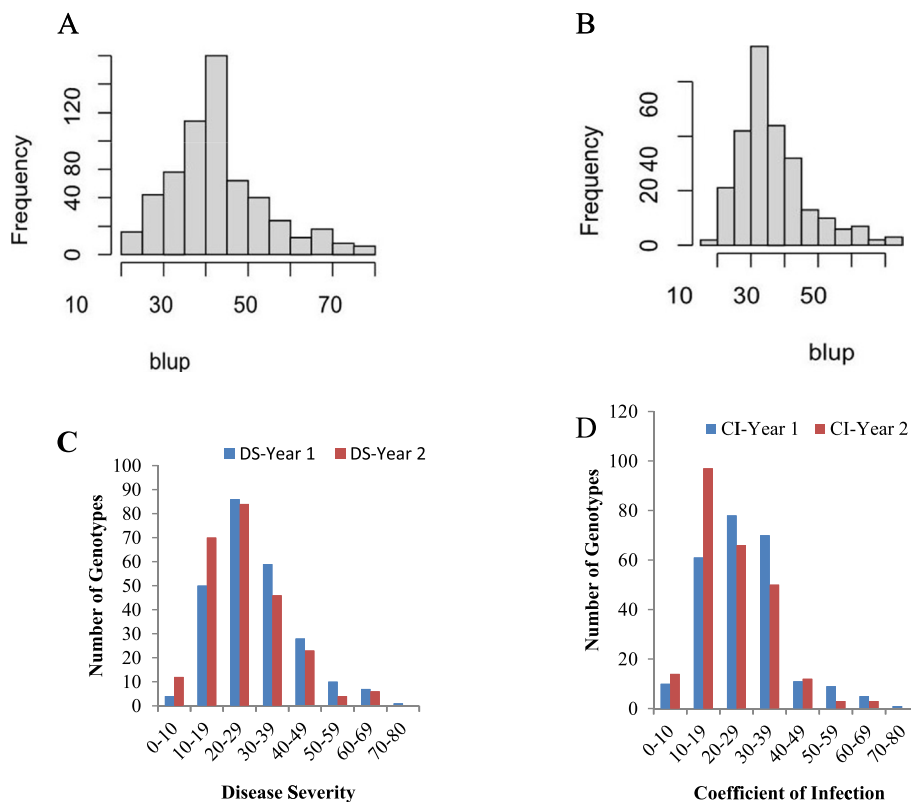 A
Frequency
0 40 80 120
10 30 50 70
blup
B
Frequency
0 20 40 60
10 30 50
blup
C
DS-Year 1 DS-Year 2
Number of Genotypes
100
90
80
70
60
50
40
30
20
10
0
0-10 10-19 20-29 30-39 40-49 50-59 60-69 70-80
Disease Severity
D
CI-Year 1 CI-Year 2
Number of Genotypes
120
100
80
60
40
20
0
0-10 10-19 20-29 30-39 40-49 50-59 60-69 70-80
Coefficient of Infection